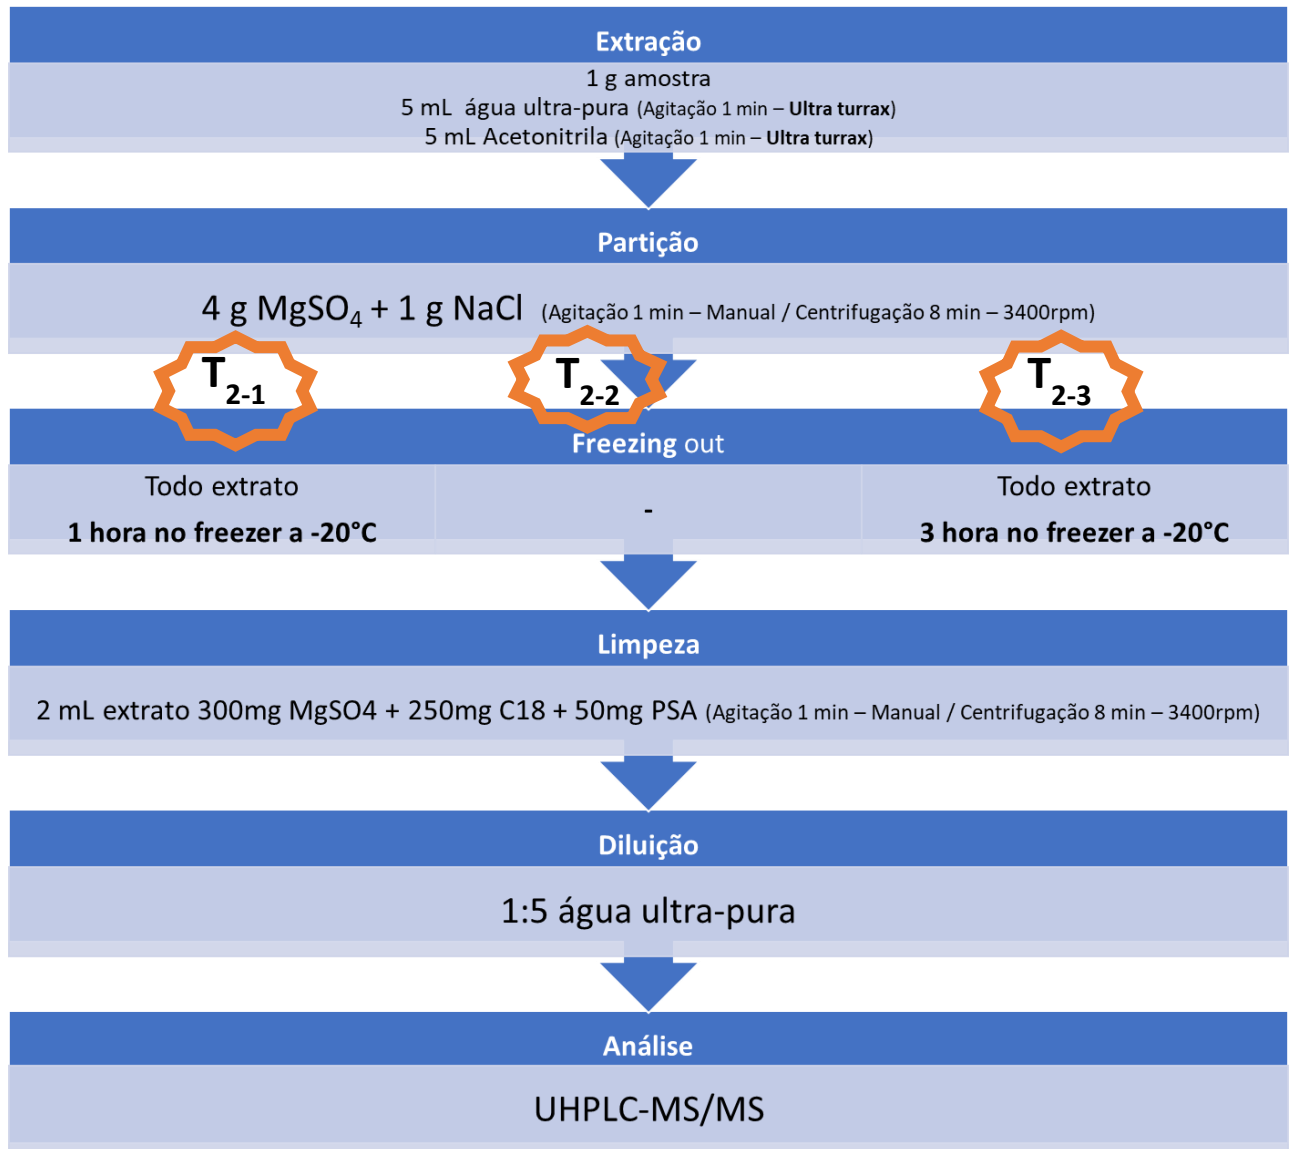 Extração
1 g amostra
5 mL água ultra-pura (Agitação 1 min – Ultra turrax)
5 mL Acetonitrila (Agitação 1 min – Ultra turrax)
Partição
4 g MgSO₄ + 1 g NaCl (Agitação 1 min – Manual / Centrifugação 8 min – 3400rpm)
T₂₋₁
T₂₋₂
T₂₋₃
Freezing out
Todo extrato
1 hora no freezer a -20°C
-
Todo extrato
3 hora no freezer a -20°C
Limpeza
2 mL extrato 300mg MgSO4 + 250mg C18 + 50mg PSA (Agitação 1 min – Manual / Centrifugação 8 min – 3400rpm)
Diluição
1:5 água ultra-pura
Análise
UHPLC-MS/MS